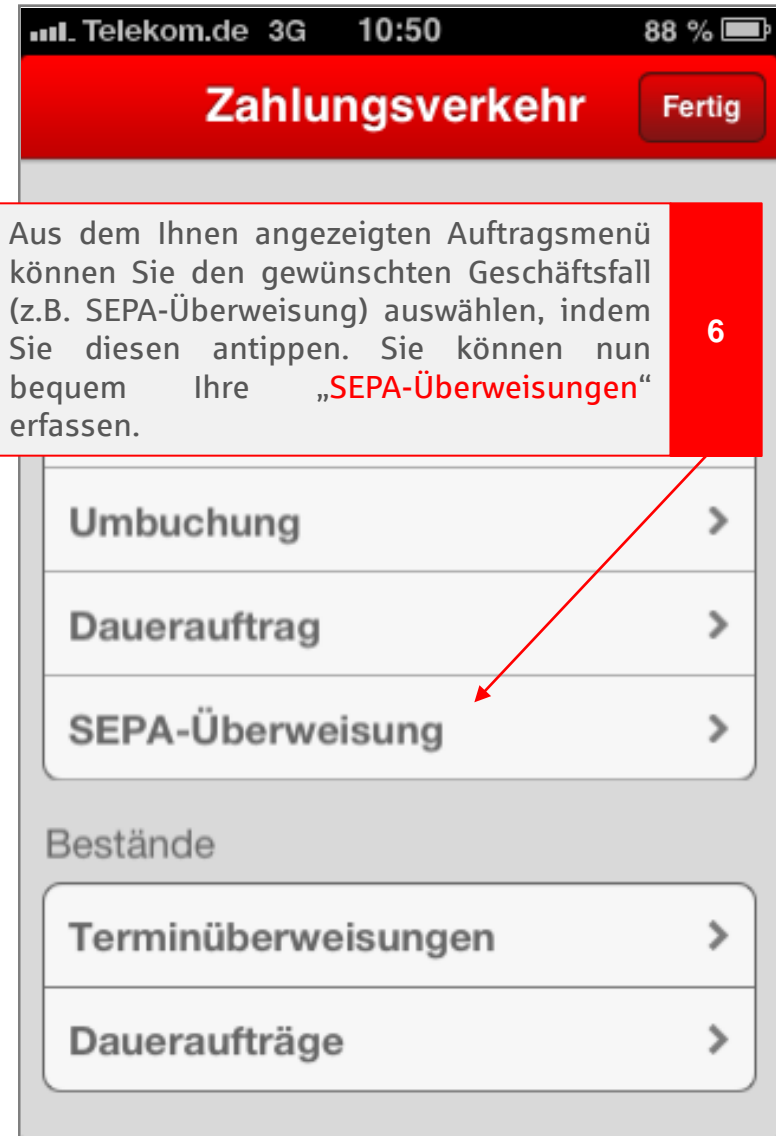 Telekom.de 3G 10:50 88 %
Zahlungsverkehr Fertig
Aus dem Ihnen angezeigten Auftragsmenü
können Sie den gewünschten Geschäftsfall
(z.B. SEPA-Überweisung) auswählen, indem
Sie diesen antippen. Sie können nun
bequem Ihre „SEPA-Überweisungen“
erfassen.
6
Umbuchung
Dauerauftrag
SEPA-Überweisung
Bestände
Terminüberweisungen
Daueraufträge